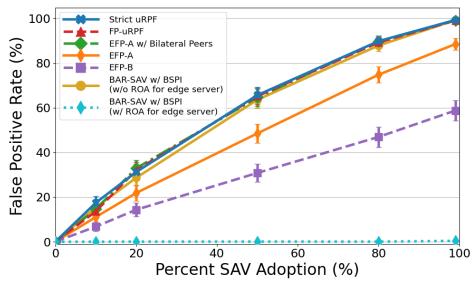 False Positive Rate (%)
100
80
60
40
20
0
Strict uRPF
FP-uRPF
EFP-A w/ Bilateral Peers
EFP-A
EFP-B
BAR-SAV w/ BSPI
(w/o ROA for edge server)
BAR-SAV w/ BSPI
(w/ ROA for edge server)
0 20 40 60 80 100
Percent SAV Adoption (%)